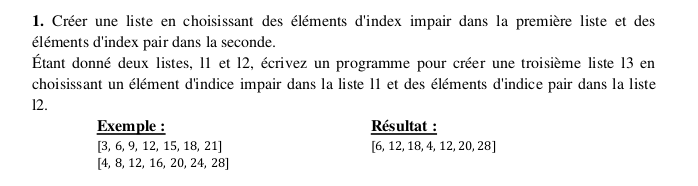 1. Créer une liste en choisissant des éléments d'index impair dans la première liste et des
éléments d'index pair dans la seconde.
Étant donné deux listes, l1 et l2, écrivez un programme pour créer une troisième liste l3 en
choisissant un élément d'indice impair dans la liste l1 et des éléments d'indice pair dans la liste
l2.
Exemple : Résultat :
[3, 6, 9, 12, 15, 18, 21] [6, 12, 18, 4, 12, 20, 28]
[4, 8, 12, 16, 20, 24, 28]